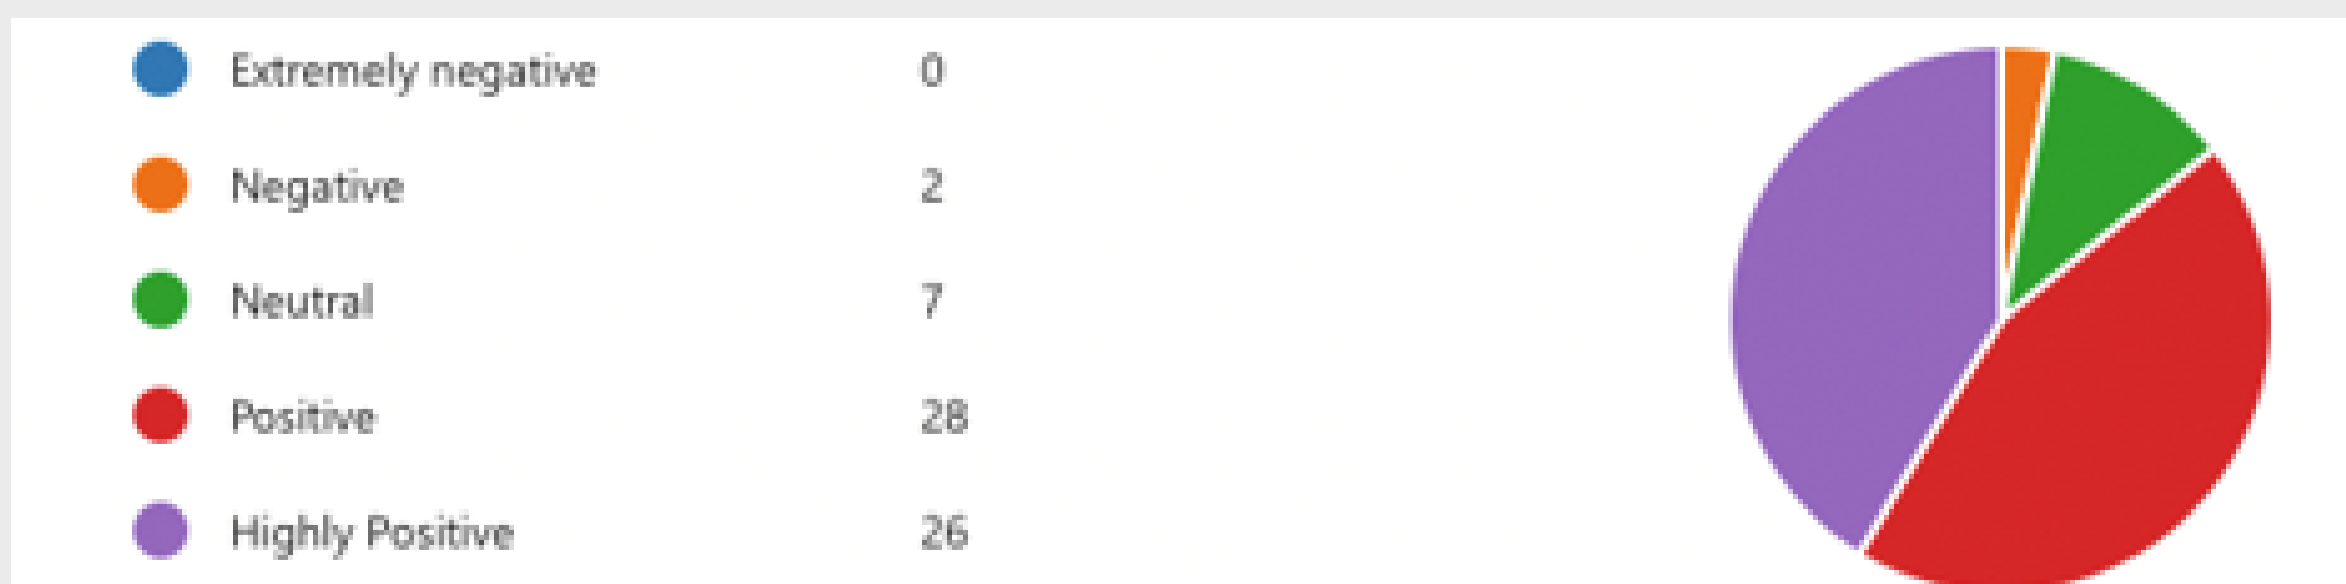 Extremely negative 0
Negative 2
Neutral 7
Positive 28
Highly Positive 26